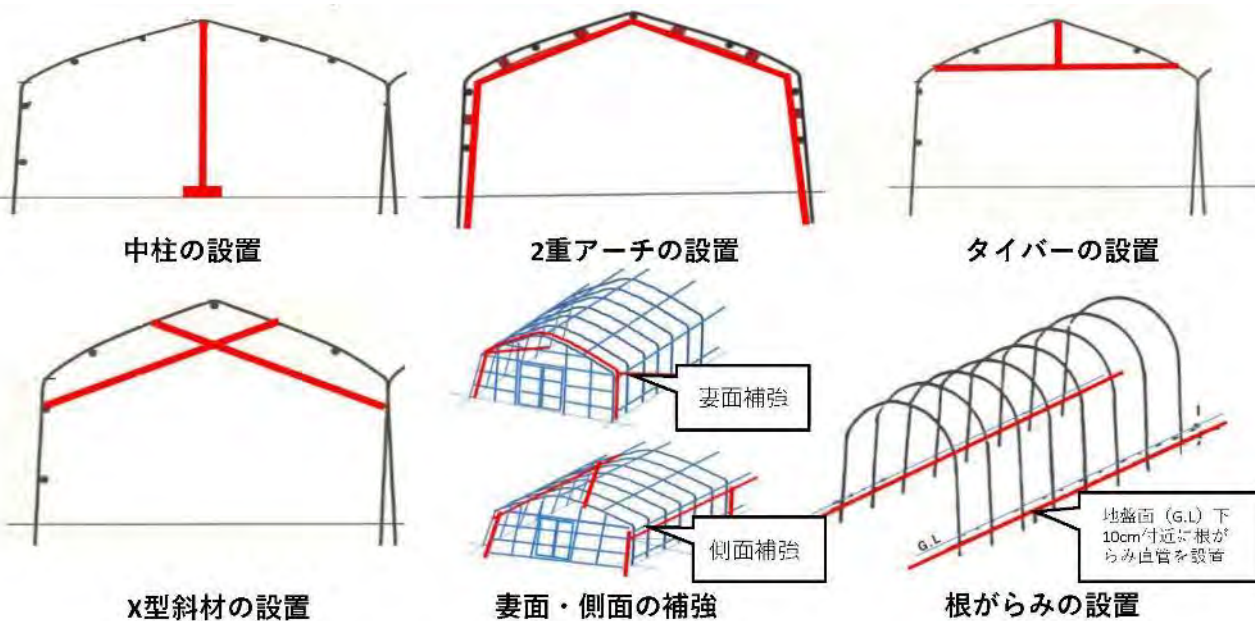 中柱の設置
2重アーチの設置
タイバーの設置
妻面補強
側面補強
G.L
地盤面（G.L）下
10cm付近に根が
らみ直管を設置
X型斜材の設置
妻面・側面の補強
根がらみの設置